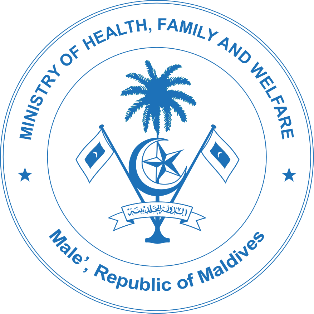 MINISTRY OF HEALTH, FAMILY AND WELFARE
Male', Republic of Maldives